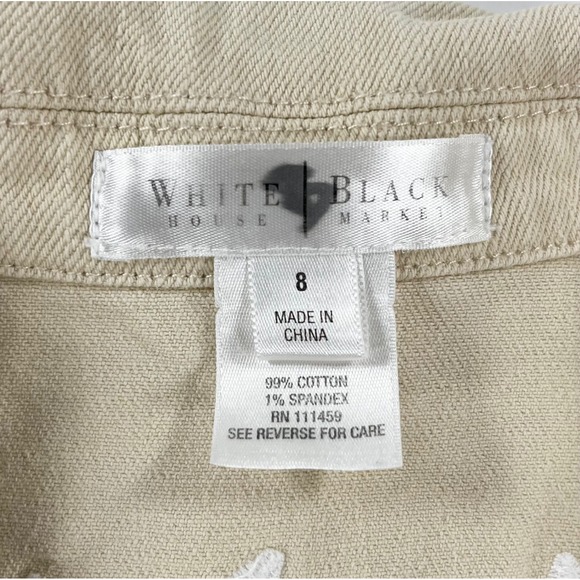 WHITE | BLACK
HOUSE MARKET
8
MADE IN
CHINA
99% COTTON
1% SPANDEX
RN 111459
SEE REVERSE FOR CARE